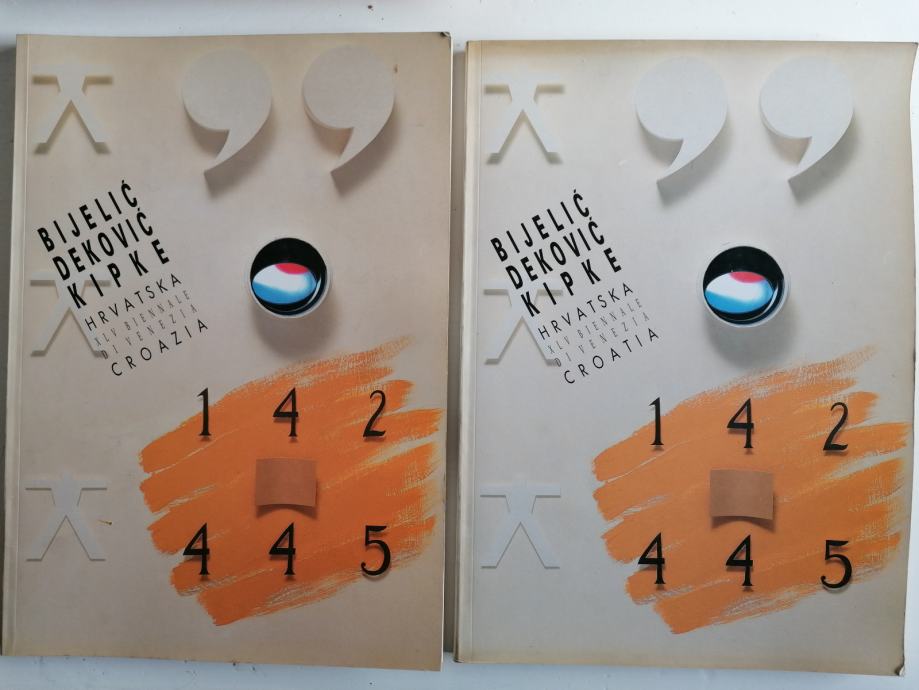 BIJELIĆ
DEKOVIĆ
KIPKE
HRVATSKA
XLV BIENNALE
DI VENEZIA
CROAZIA
1 4 2
4 4 5
BIJELIĆ
DEKOVIĆ
KIPKE
HRVATSKA
XLV BIENNALE
DI VENEZIA
CROATIA
1 4 2
4 4 5